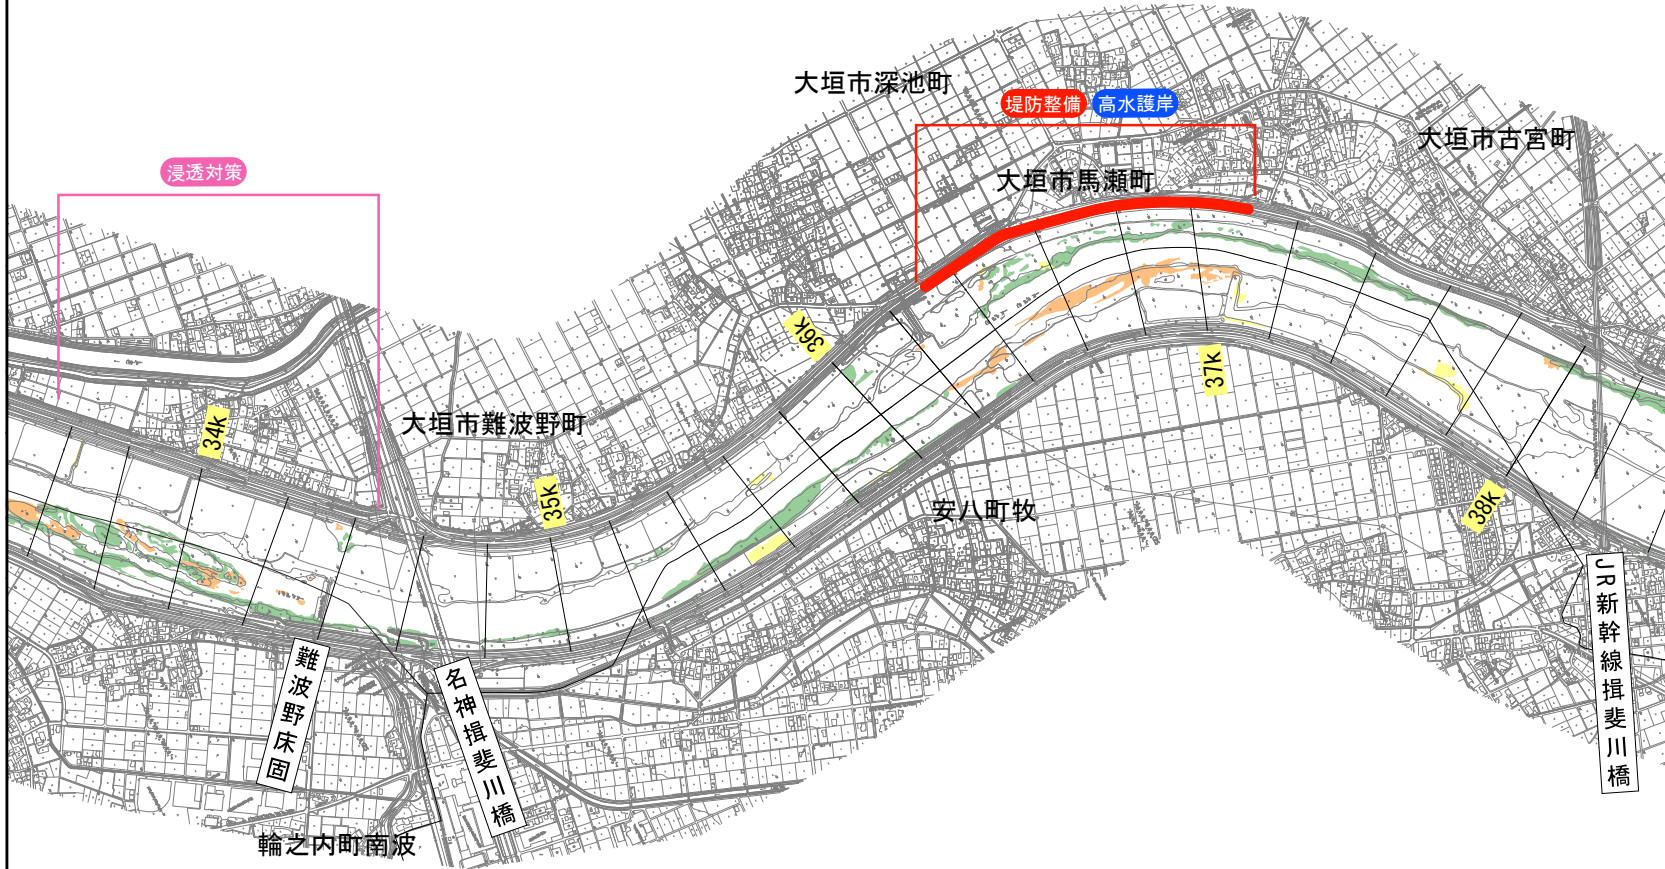 大垣市深池町
堤防整備
高水護岸
大垣市古宮町
浸透対策
大垣市馬瀬町
36k
37k
34k
大垣市難波野町
35k
38k
安八町牧
JR新幹線揖斐川橋
難波野床固
名神揖斐川橋
輪之内町南波